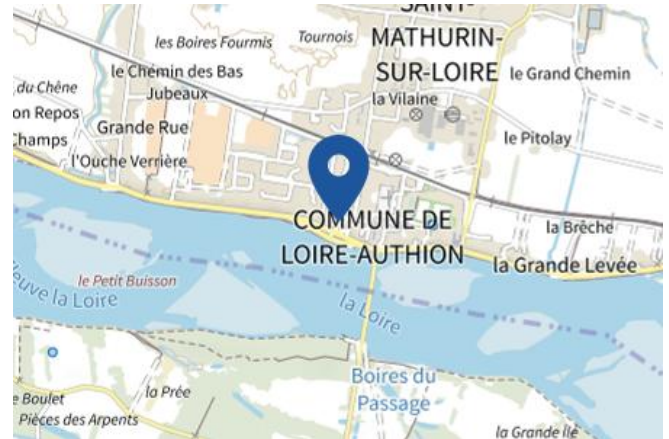 SAINT-
MATHURIN-
SUR-LOIRE
les Boires Fourmis
Tournois
le Chemin des Bas
Jubeaux
le Grand Chemin
du Chêne
la Vilaine
on Repos
Champs
Grande Rue
l'Ouche Verrière
le Pitolay
COMMUNE DE
LOIRE-AUTHION
la Brèche
la Grande Levée
le Petit Buisson
leuve la Loire
la Loire
Boires du
Passage
e Boulet
la Prée
Pièces des Arpents
la Grande Ile